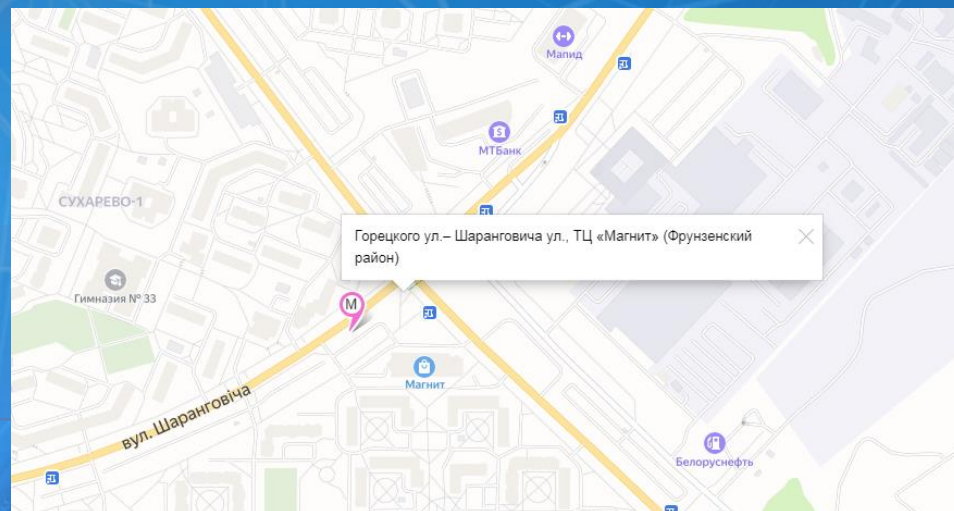 Мапид
МТБанк
СУХАРЕВО-1
Горецкого ул.– Шаранговича ул., ТЦ «Магнит» (Фрунзенский
район)
Гимназия № 33
М
Магнит
вул. Шаранговіча
Белоруснефть